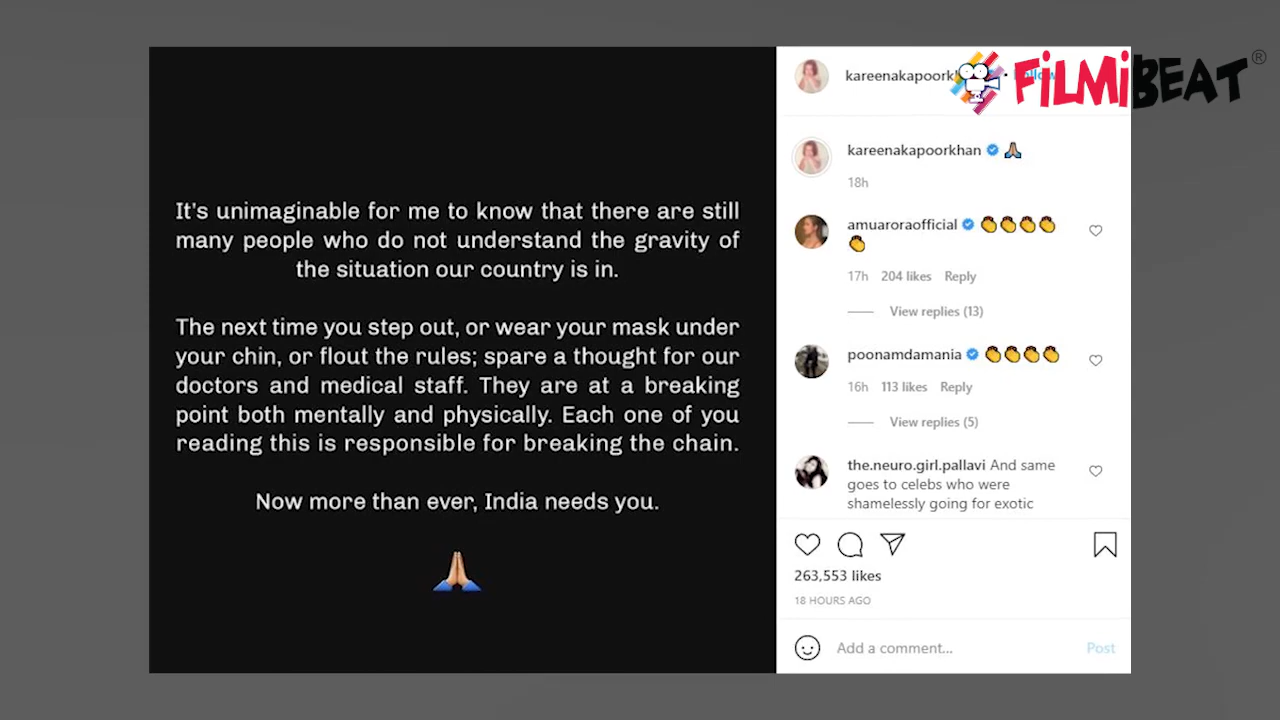 It's unimaginable for me to know that there are still
many people who do not understand the gravity of
the situation our country is in.
The next time you step out, or wear your mask under
your chin, or flout the rules; spare a thought for our
doctors and medical staff. They are at a breaking
point both mentally and physically. Each one of you
reading this is responsible for breaking the chain.
Now more than ever, India needs you.
FILMIBEAT®
kareenakapoorkhan
18h
amuaroraofficial
17h 204 likes Reply
View replies (13)
poonamdamania
16h 113 likes Reply
View replies (5)
the.neuro.girl.pallavi And same
goes to celebs who were
shamelessly going for exotic
263,553 likes
18 HOURS AGO
Add a comment... Post